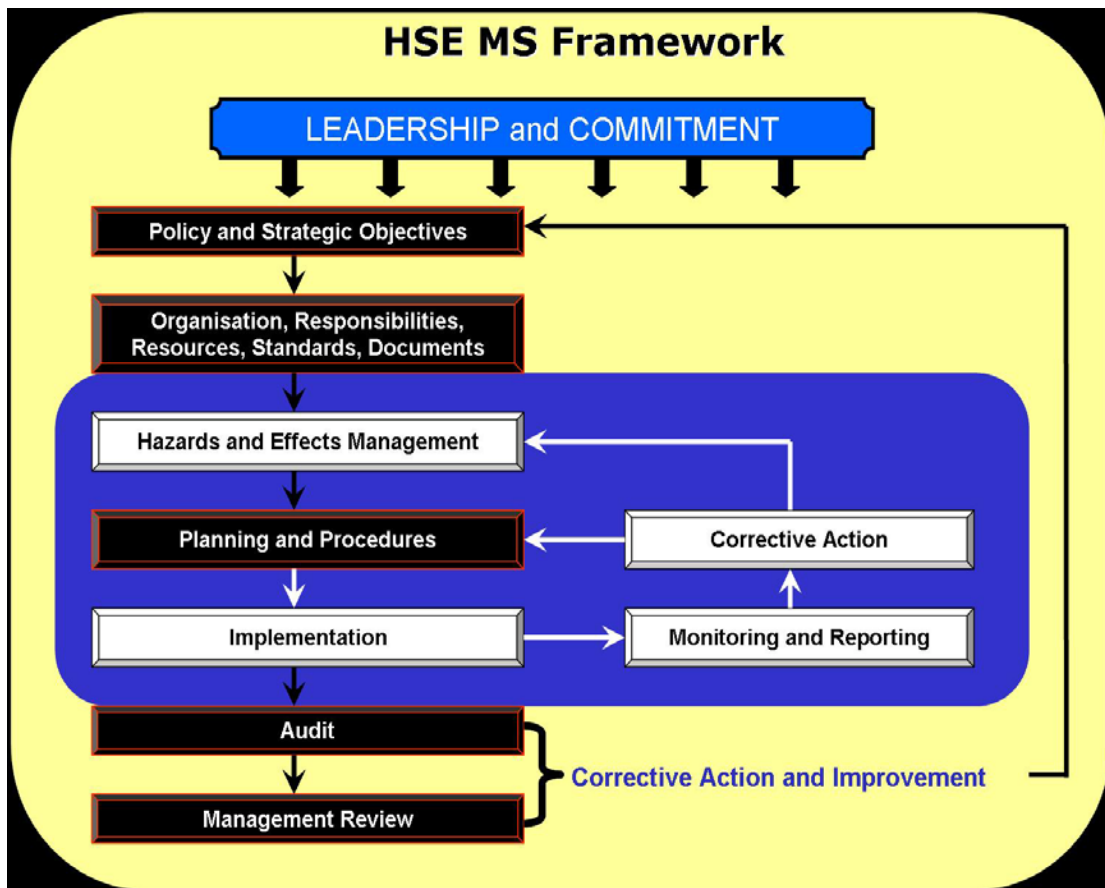 HSE MS Framework
LEADERSHIP and COMMITMENT
Policy and Strategic Objectives
Organisation, Responsibilities,
Resources, Standards, Documents
Hazards and Effects Management
Planning and Procedures
Corrective Action
Implementation
Monitoring and Reporting
Audit
Corrective Action and Improvement
Management Review